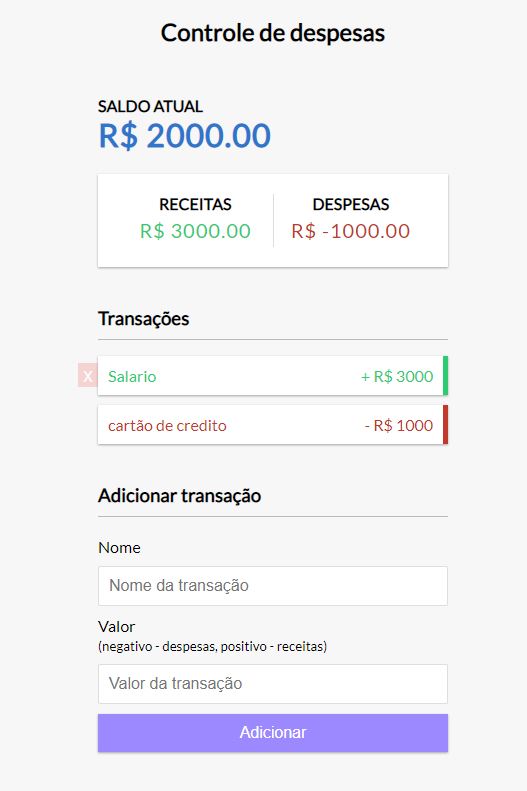 Controle de despesas
SALDO ATUAL
R$ 2000.00
RECEITAS
R$ 3000.00
DESPESAS
R$ -1000.00
Transações
x
Salario
+ R$ 3000
cartão de credito
- R$ 1000
Adicionar transação
Nome
Nome da transação
Valor
(negativo - despesas, positivo - receitas)
Valor da transação
Adicionar